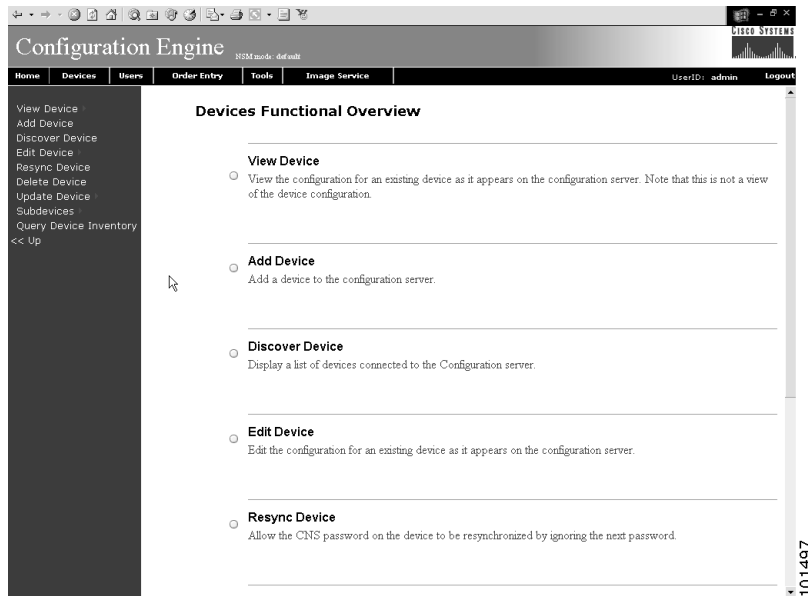 CISCO SYSTEMS
Configuration Engine NSM mode: default
Home Devices Users Order Entry Tools Image Service UserID: admin Logout
View Device
Add Device
Discover Device
Edit Device
Resync Device
Delete Device
Update Device
Subdevices
Query Device Inventory
<< Up
Devices Functional Overview
View Device
View the configuration for an existing device as it appears on the configuration server. Note that this is not a view
of the device configuration.
Add Device
Add a device to the configuration server.
Discover Device
Display a list of devices connected to the Configuration server.
Edit Device
Edit the configuration for an existing device as it appears on the configuration server.
Resync Device
Allow the CNS password on the device to be resynchronized by ignoring the next password.
101497